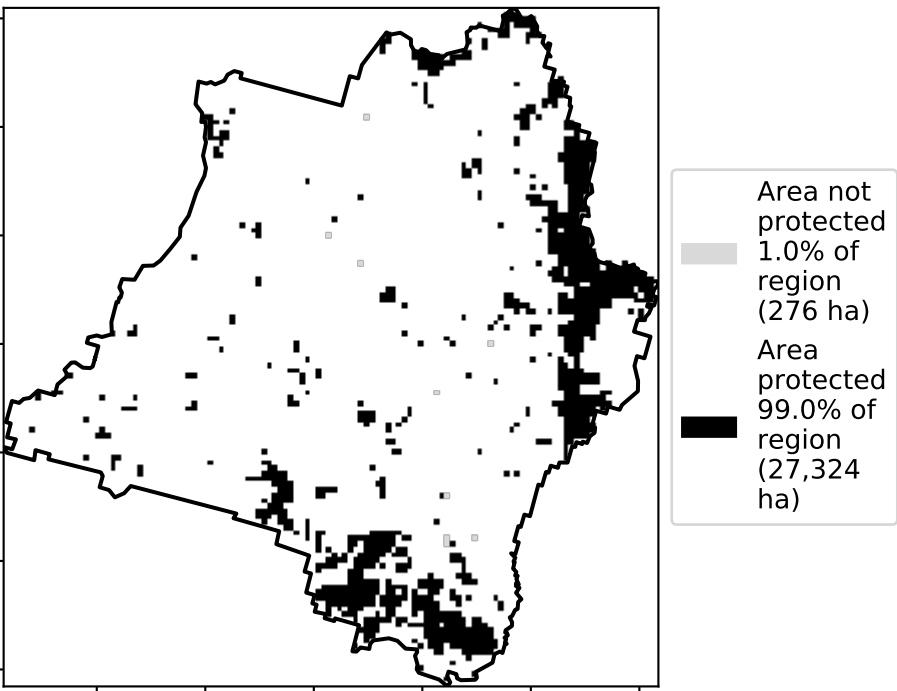 Area not
protected
1.0% of
region
(276 ha)
Area
protected
99.0% of
region
(27,324
ha)